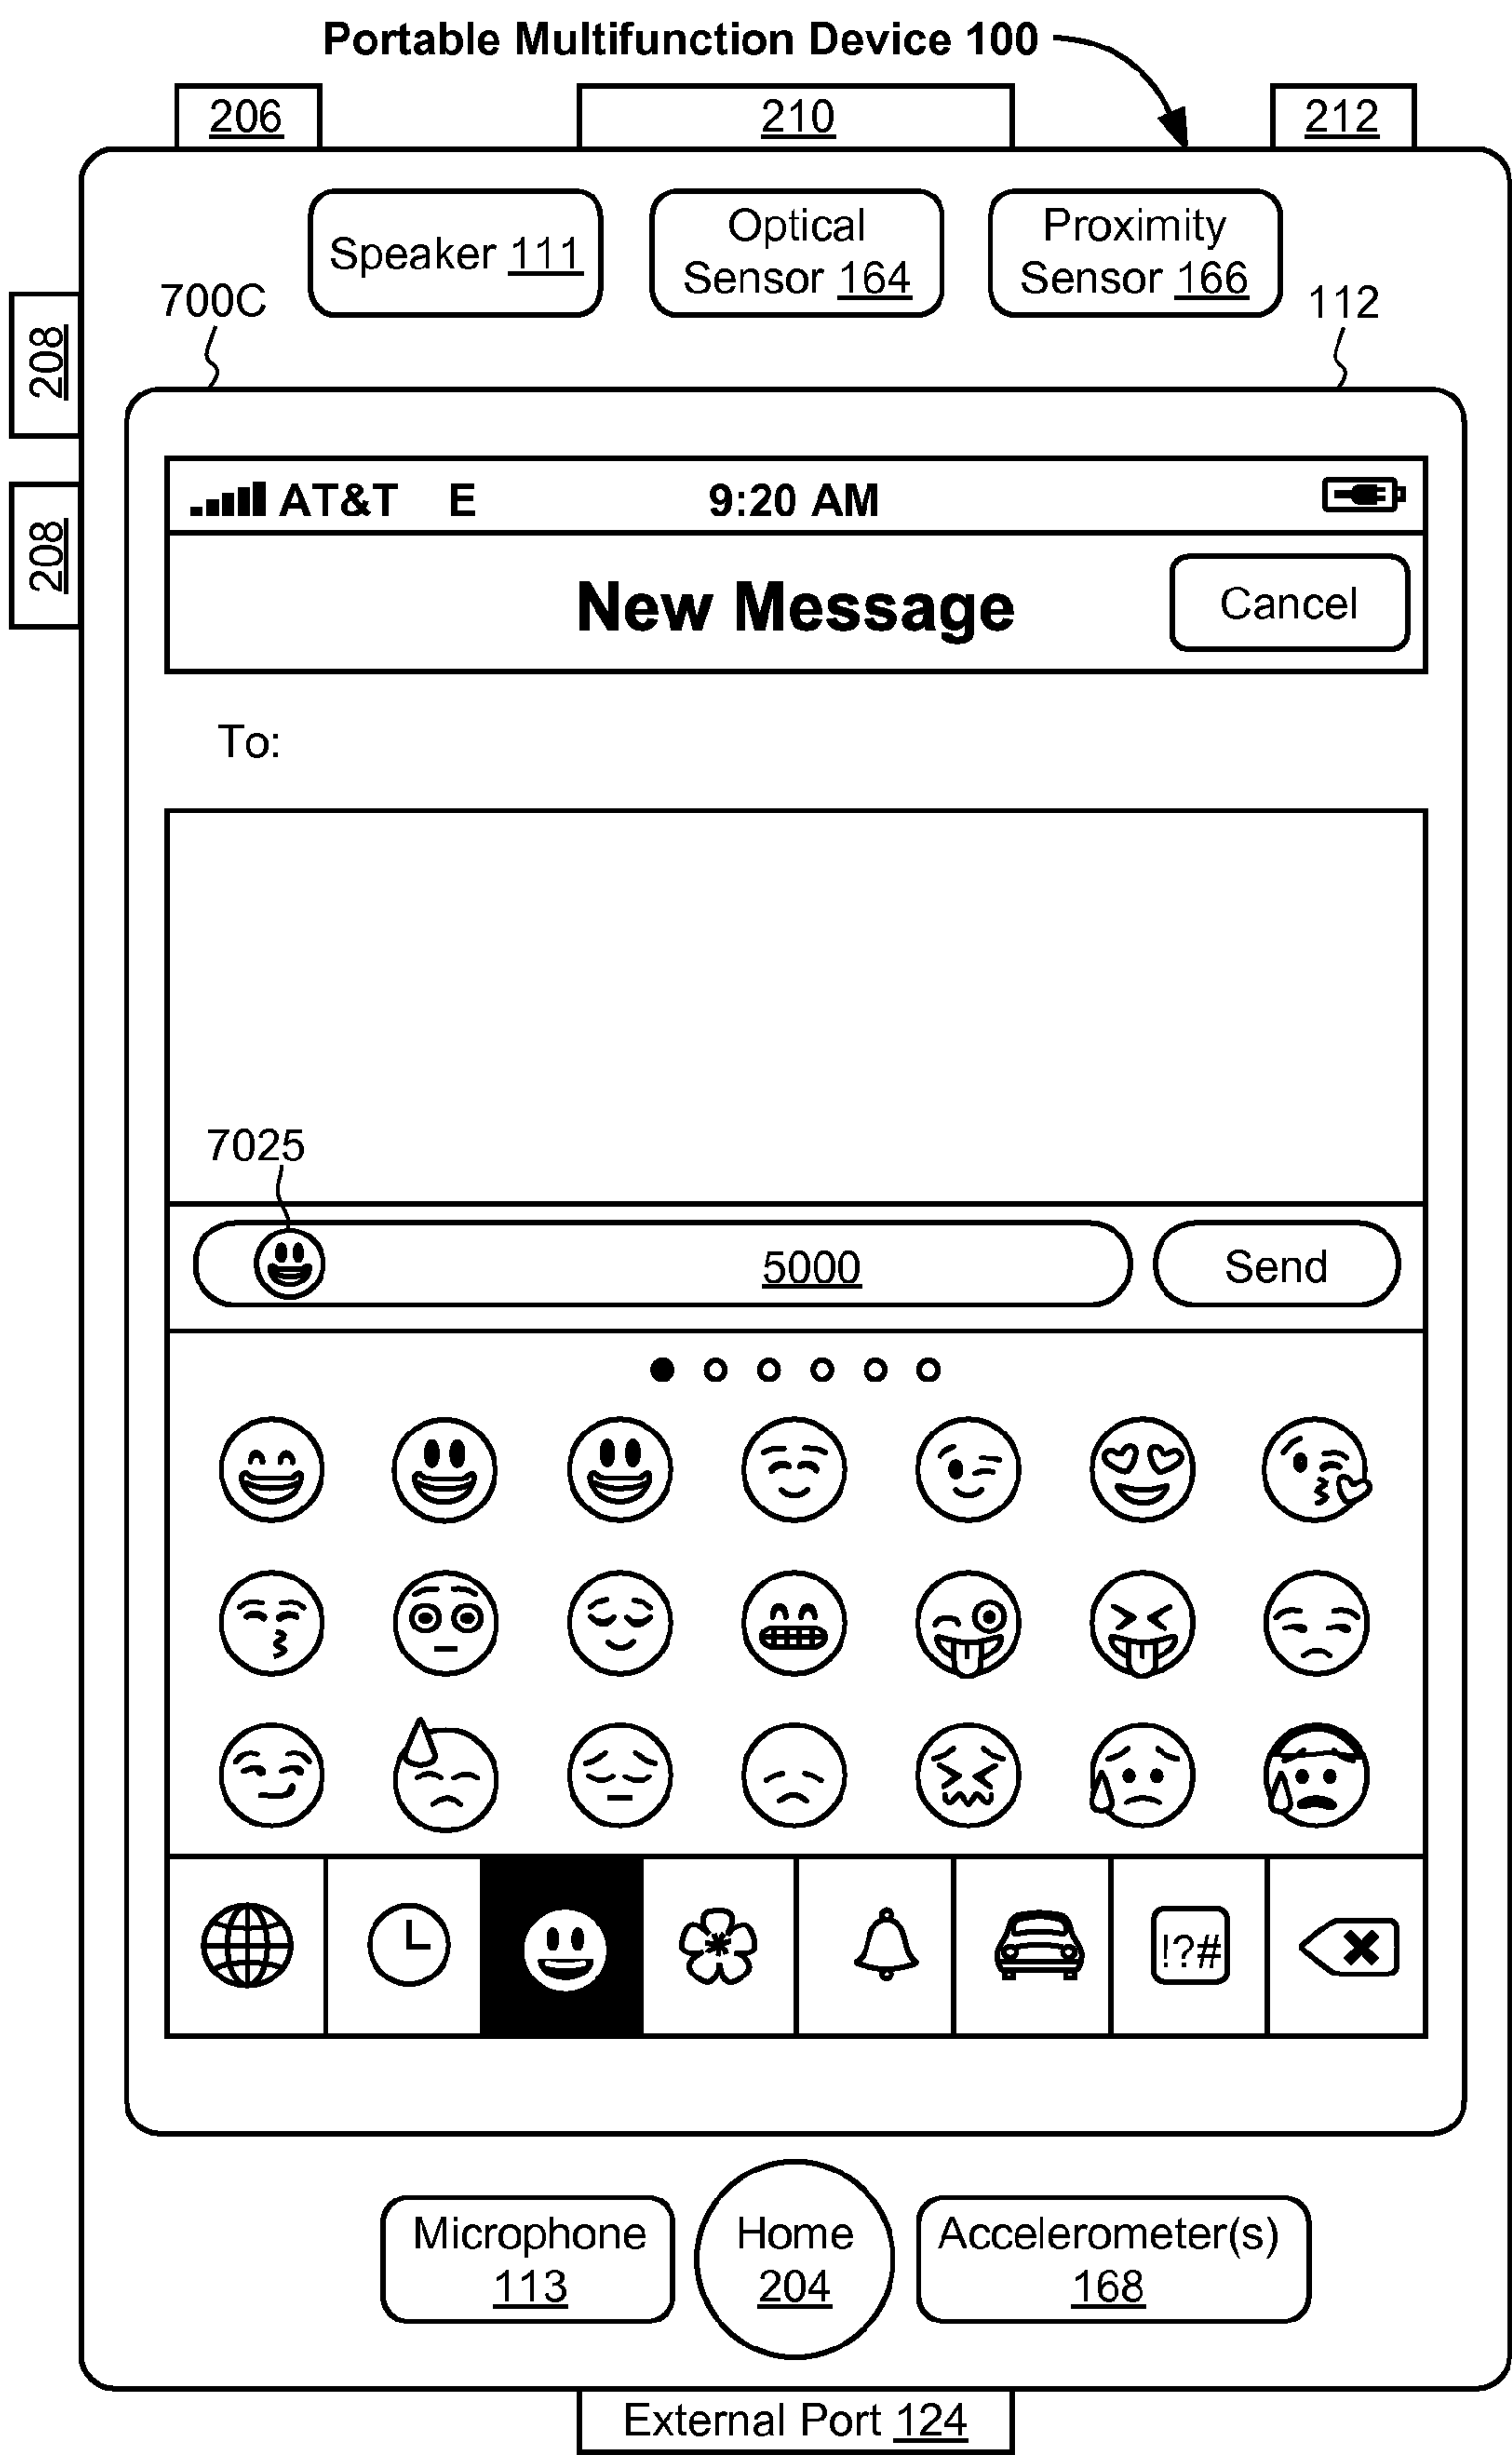 Portable Multifunction Device 100
206
210
212
Speaker 111
Optical
Sensor 164
Proximity
Sensor 166
700C
112
208
208
AT&T E 9:20 AM
New Message
Cancel
To:
7025
5000
Send
!?#
Microphone
113
Home
204
Accelerometer(s)
168
External Port 124